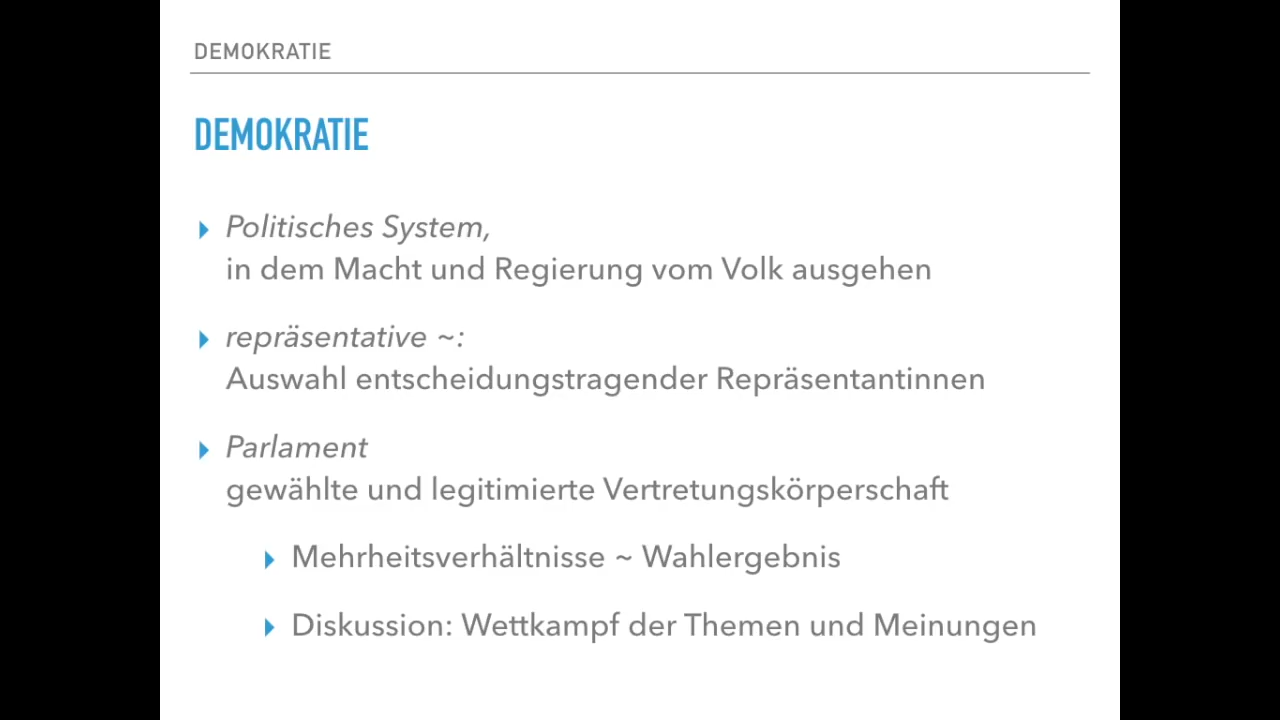 DEMOKRATIE
DEMOKRATIE
Politisches System,
in dem Macht und Regierung vom Volk ausgehen
repräsentative ~:
Auswahl entscheidungstragender Repräsentantinnen
Parlament
gewählte und legitimierte Vertretungskörperschaft
Mehrheitsverhältnisse ~ Wahlergebnis
Diskussion: Wettkampf der Themen und Meinungen